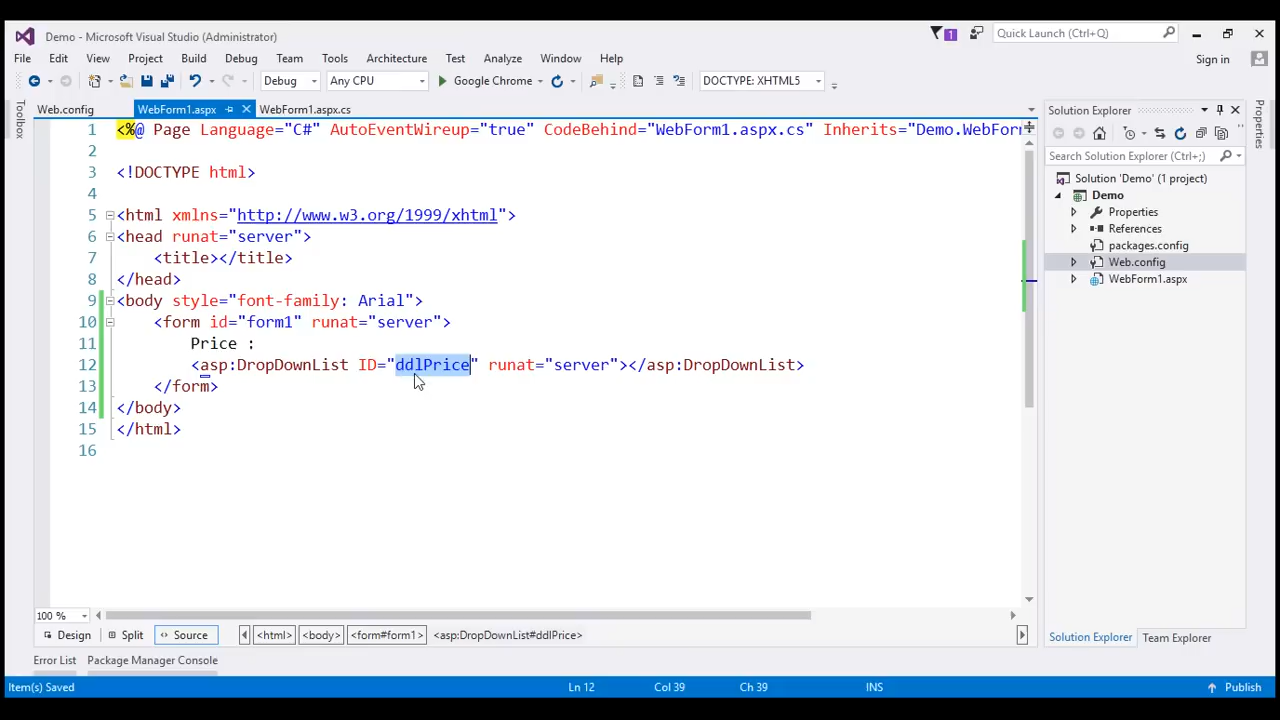 Demo - Microsoft Visual Studio (Administrator)
1
Quick Launch (Ctrl+Q)
File Edit View Project Build Debug Team Tools Architecture Test Analyze Window Help
Sign in
Debug Any CPU Google Chrome DOCTYPE: XHTML5
Toolbox
Web.config WebForm1.aspx WebForm1.aspx.cs
1 <%@ Page Language="C#" AutoEventWireup="true" CodeBehind="WebForm1.aspx.cs" Inherits="Demo.WebForm
2
3 <!DOCTYPE html>
4
5 <html xmlns="http://www.w3.org/1999/xhtml">
6 <head runat="server">
7 <title></title>
8 </head>
9 <body style="font-family: Arial">
10 <form id="form1" runat="server">
11 Price :
12 <asp:DropDownList ID="ddlPrice" runat="server"></asp:DropDownList>
13 </form>
14 </body>
15 </html>
16
100 %
Design Split Source <html> <body> <form#form1> <asp:DropDownList#ddlPrice>
Error List Package Manager Console
Item(s) Saved Ln 12 Col 39 Ch 39 INS Publish
Solution Explorer
Search Solution Explorer (Ctrl+;)
Solution 'Demo' (1 project)
Demo
Properties
References
packages.config
Web.config
WebForm1.aspx
Solution Explorer Team Explorer
Properties